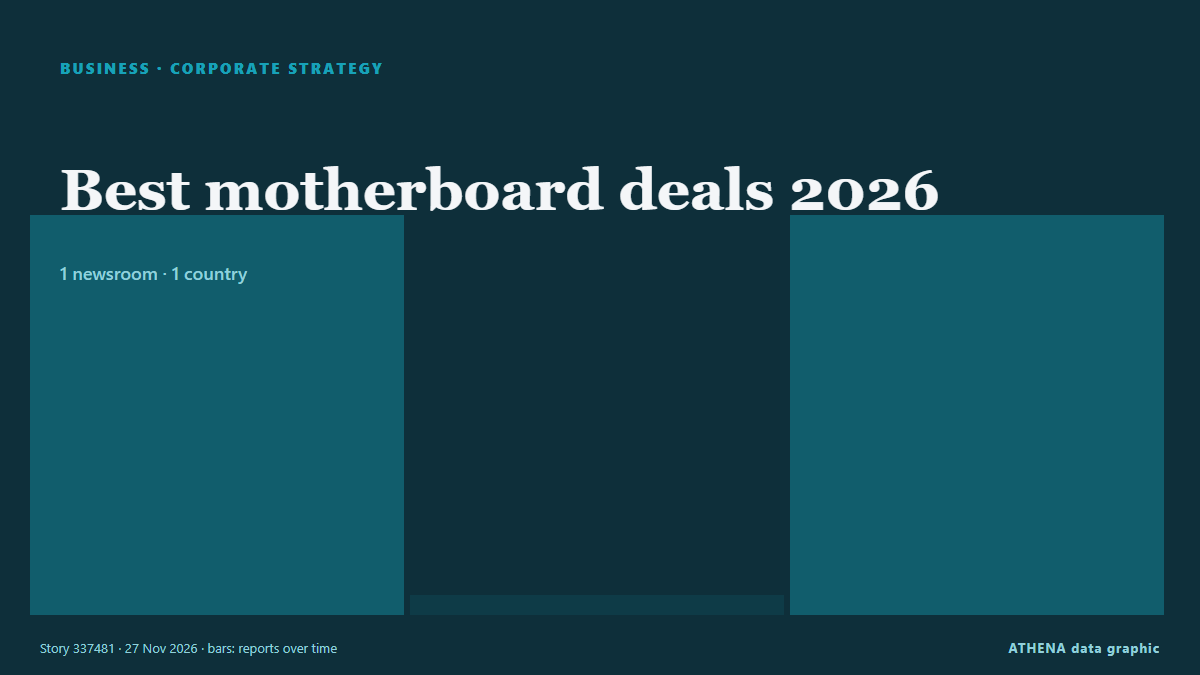 BUSINESS · CORPORATE STRATEGY
Best motherboard deals 2026
1 newsroom · 1 country
Story 337481 · 27 Nov 2026 · bars: reports over time
ATHENA data graphic